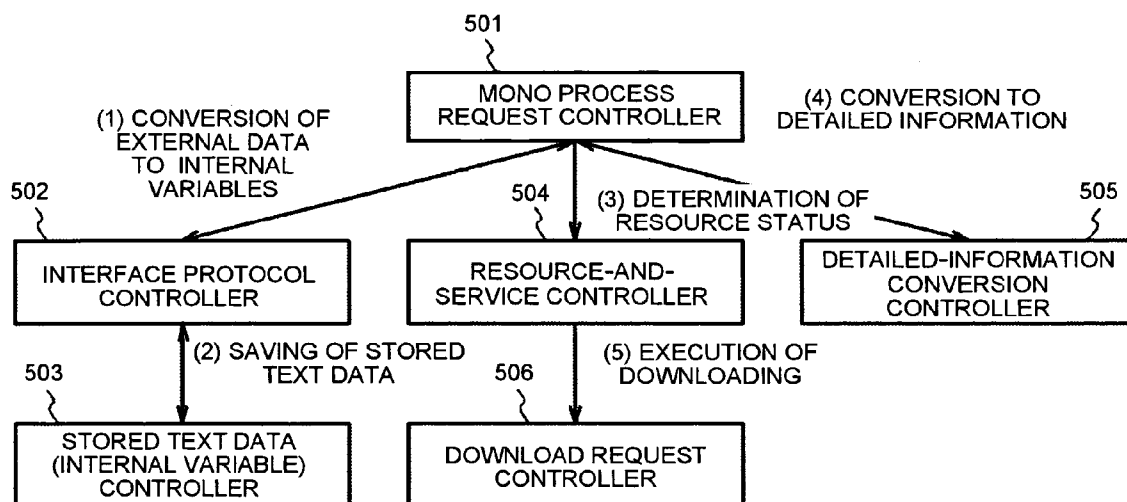 501
MONO PROCESS
REQUEST CONTROLLER
(1) CONVERSION OF
EXTERNAL DATA
TO INTERNAL
VARIABLES
(4) CONVERSION TO
DETAILED INFORMATION
502
504
(3) DETERMINATION OF
RESOURCE STATUS
505
INTERFACE PROTOCOL
CONTROLLER
RESOURCE-AND-
SERVICE CONTROLLER
DETAILED-INFORMATION
CONVERSION
CONTROLLER
(2) SAVING OF STORED
TEXT DATA
(5) EXECUTION OF
DOWNLOADING
503
506
STORED TEXT DATA
(INTERNAL VARIABLE)
CONTROLLER
DOWNLOAD REQUEST
CONTROLLER